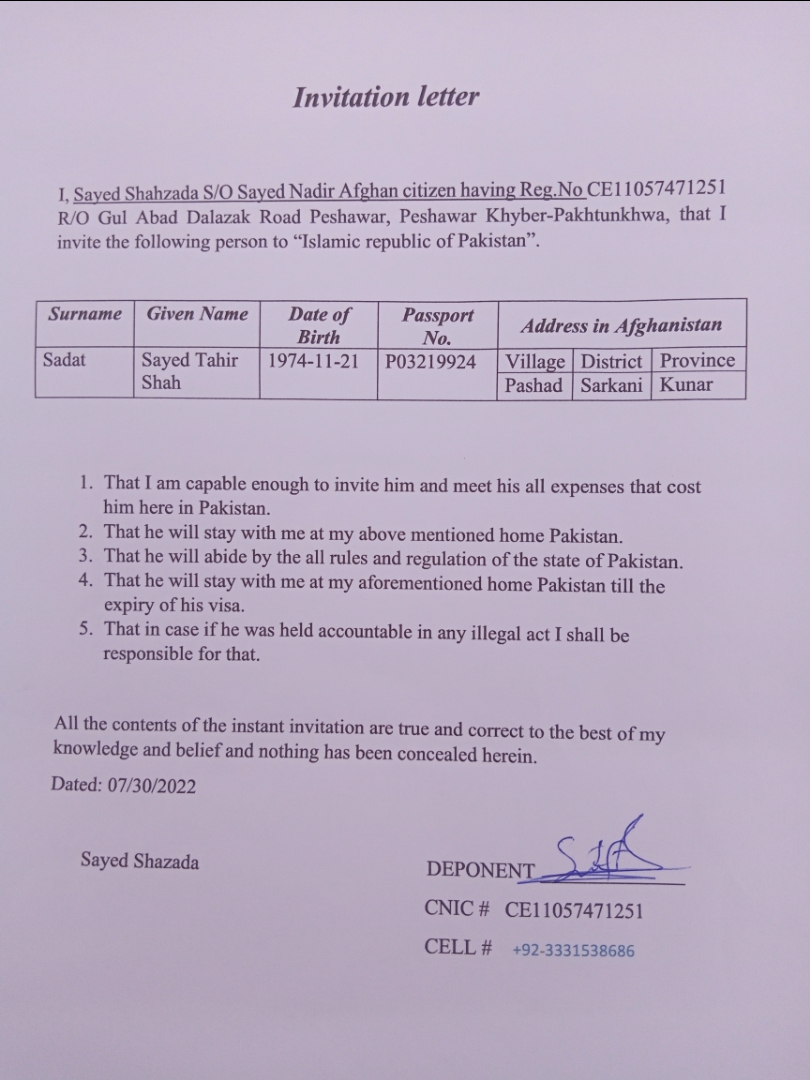 Invitation letter
I, Sayed Shahzada S/O Sayed Nadir Afghan citizen having Reg.No CE11057471251
R/O Gul Abad Dalazak Road Peshawar, Peshawar Khyber-Pakhtunkhwa, that I
invite the following person to “Islamic republic of Pakistan”.
Surname Given Name Date of Birth Passport No. Address in Afghanistan
Sadat Sayed Tahir Shah 1974-11-21 P03219924 Village District Province
Pashad Sarkani Kunar
1. That I am capable enough to invite him and meet his all expenses that cost
him here in Pakistan.
2. That he will stay with me at my above mentioned home Pakistan.
3. That he will abide by the all rules and regulation of the state of Pakistan.
4. That he will stay with me at my aforementioned home Pakistan till the
expiry of his visa.
5. That in case if he was held accountable in any illegal act I shall be
responsible for that.
All the contents of the instant invitation are true and correct to the best of my
knowledge and belief and nothing has been concealed herein.
Dated: 07/30/2022
Sayed Shazada
DEPONENT
CNIC # CE11057471251
CELL # +92-3331538686